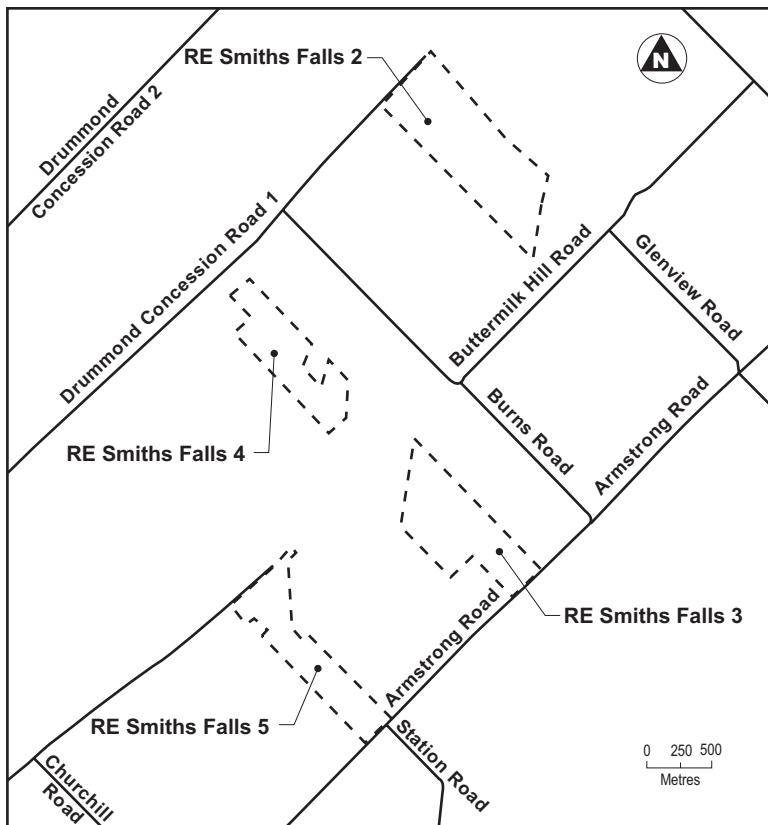 RE Smiths Falls 2
N
Drummond
Concession Road 2
Drummond Concession Road 1
Buttermilk Hill Road
Glenview Road
RE Smiths Falls 4
Burns Road
Armstrong Road
RE Smiths Falls 3
Armstrong Road
RE Smiths Falls 5
Station Road
Churchill
Road
0 250 500
Metres